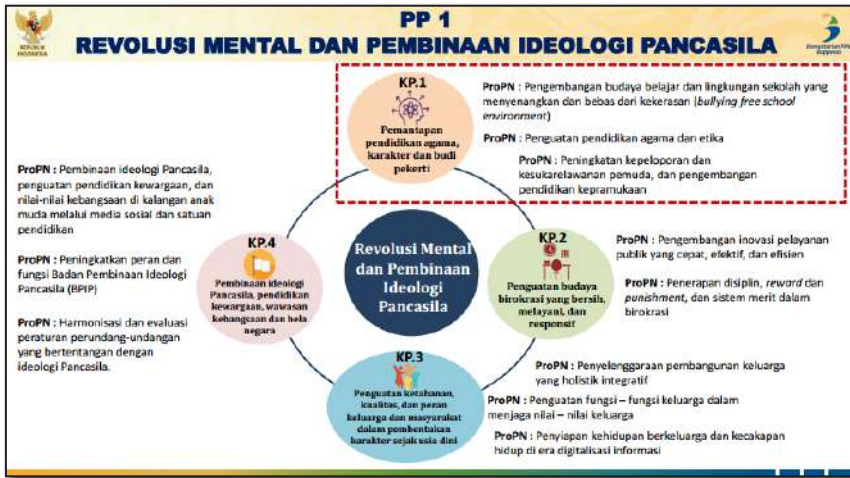 PP 1
REVOLUSI MENTAL DAN PEMBINAAN IDEOLOGI PANCASILA
REPUBLIK
INDONESIA
Kementerian PPN/
Bappenas
KP.1
Pemantapan
pendidikan agama,
karakter dan budi
pekerti
ProPN : Pengembangan budaya belajar dan lingkungan sekolah yang
menyenangkan dan bebas dari kekerasan (bullying free school
environment)
ProPN : Penguatan pendidikan agama dan etika
ProPN : Peningkatan kepeloporan dan
kesukarelawanan pemuda, dan pengembangan
pendidikan kepramukaan
ProPN : Pembinaan ideologi Pancasila,
penguatan pendidikan kewargaan, dan
nilai-nilai kebangsaan di kalangan anak
muda melalui media sosial dan satuan
pendidikan
ProPN : Peningkatkan peran dan
fungsi Badan Pembinaan Ideologi
Pancasila (BPIP)
ProPN : Harmonisasi dan evaluasi
peraturan perundang-undangan
yang bertentangan dengan
ideologi Pancasila.
KP.4
Pembinaan ideologi
Pancasila, pendidikan
kewargaan, wawasan
kebangsaan dan bela
negara
Revolusi Mental
dan Pembinaan
Ideologi
Pancasila
KP.2
Penguatan budaya
birokrasi yang bersih,
melayani, dan
responsif
ProPN : Pengembangan inovasi pelayanan
publik yang cepat, efektif, dan efisien
ProPN : Penerapan disiplin, reward dan
punishment, dan sistem merit dalam
birokrasi
KP.3
Penguatan ketahanan,
kualitas, dan peran
keluarga dan masyarakat
dalam pembentukan
karakter sejak usia dini
ProPN : Penyelenggaraan pembangunan keluarga
yang holistik integratif
ProPN : Penguatan fungsi – fungsi keluarga dalam
menjaga nilai – nilai keluarga
ProPN : Penyiapan kehidupan berkeluarga dan kecakapan
hidup di era digitalisasi informasi